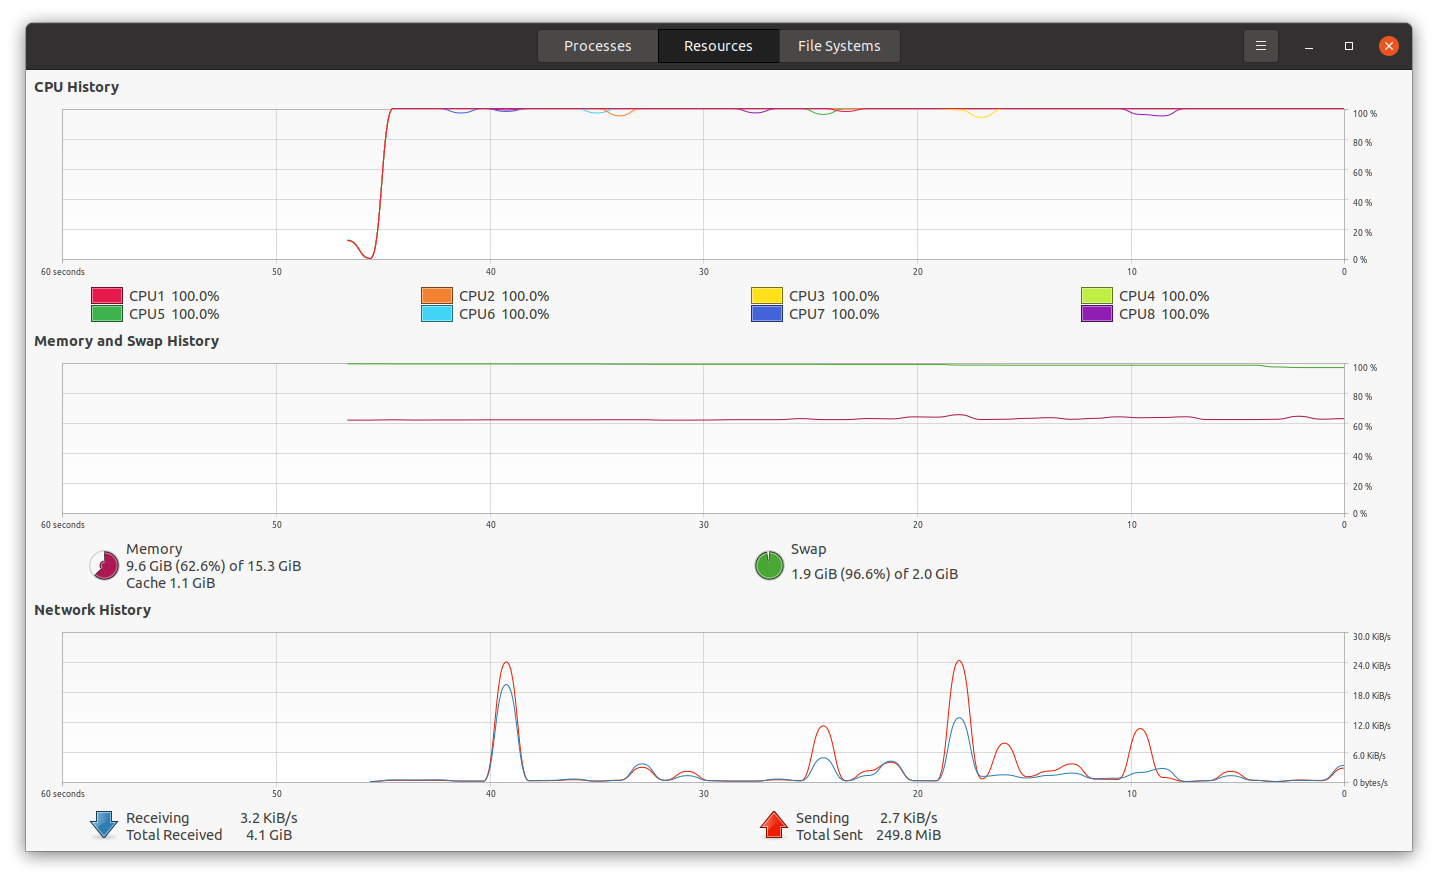 Processes Resources File Systems
CPU History
100 %
80 %
60 %
40 %
20 %
0 %
60 seconds 50 40 30 20 10 0
CPU1 100.0% CPU2 100.0% CPU3 100.0% CPU4 100.0%
CPU5 100.0% CPU6 100.0% CPU7 100.0% CPU8 100.0%
Memory and Swap History
100 %
80 %
60 %
40 %
20 %
0 %
60 seconds 50 40 30 20 10 0
Memory Swap
9.6 GiB (62.6%) of 15.3 GiB 1.9 GiB (96.6%) of 2.0 GiB
Cache 1.1 GiB
Network History
30.0 KiB/s
24.0 KiB/s
18.0 KiB/s
12.0 KiB/s
6.0 KiB/s
0 bytes/s
60 seconds 50 40 30 20 10 0
Receiving 3.2 KiB/s Sending 2.7 KiB/s
Total Received 4.1 GiB Total Sent 249.8 MiB